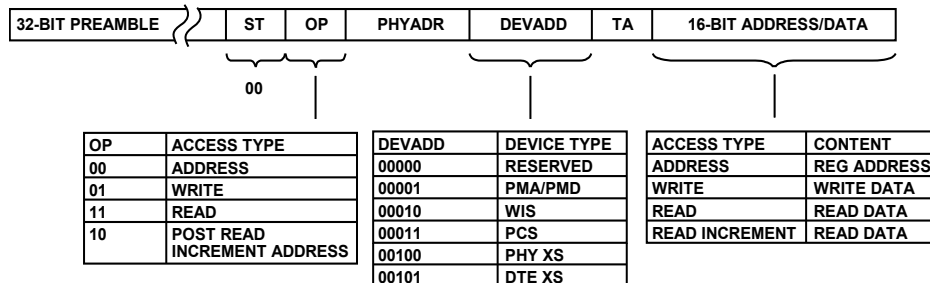 32-BIT PREAMBLE ST OP PHYADR DEVADD TA 16-BIT ADDRESS/DATA
00
OP ACCESS TYPE
00 ADDRESS
01 WRITE
11 READ
10 POST READ
INCREMENT ADDRESS
DEVADD DEVICE TYPE
00000 RESERVED
00001 PMA/PMD
00010 WIS
00011 PCS
00100 PHY XS
00101 DTE XS
ACCESS TYPE CONTENT
ADDRESS REG ADDRESS
WRITE WRITE DATA
READ READ DATA
READ INCREMENT READ DATA